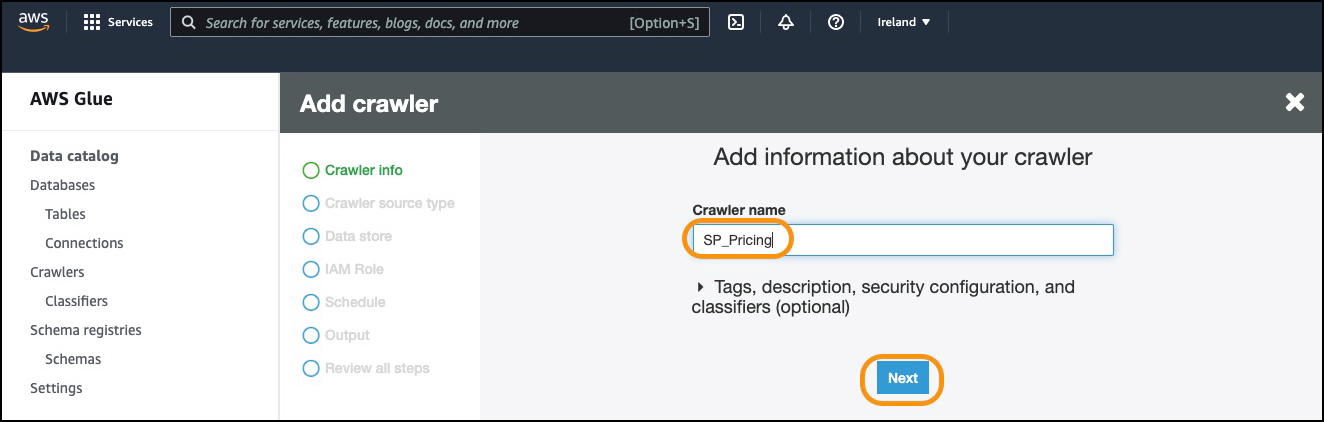 aws Services Search for services, features, blogs, docs, and more [Option+S] Ireland
AWS Glue
Data catalog
Databases
Tables
Connections
Crawlers
Classifiers
Schema registries
Schemas
Settings
Add crawler
Crawler info
Crawler source type
Data store
IAM Role
Schedule
Output
Review all steps
Add information about your crawler
Crawler name
SP_Pricing
Tags, description, security configuration, and
classifiers (optional)
Next